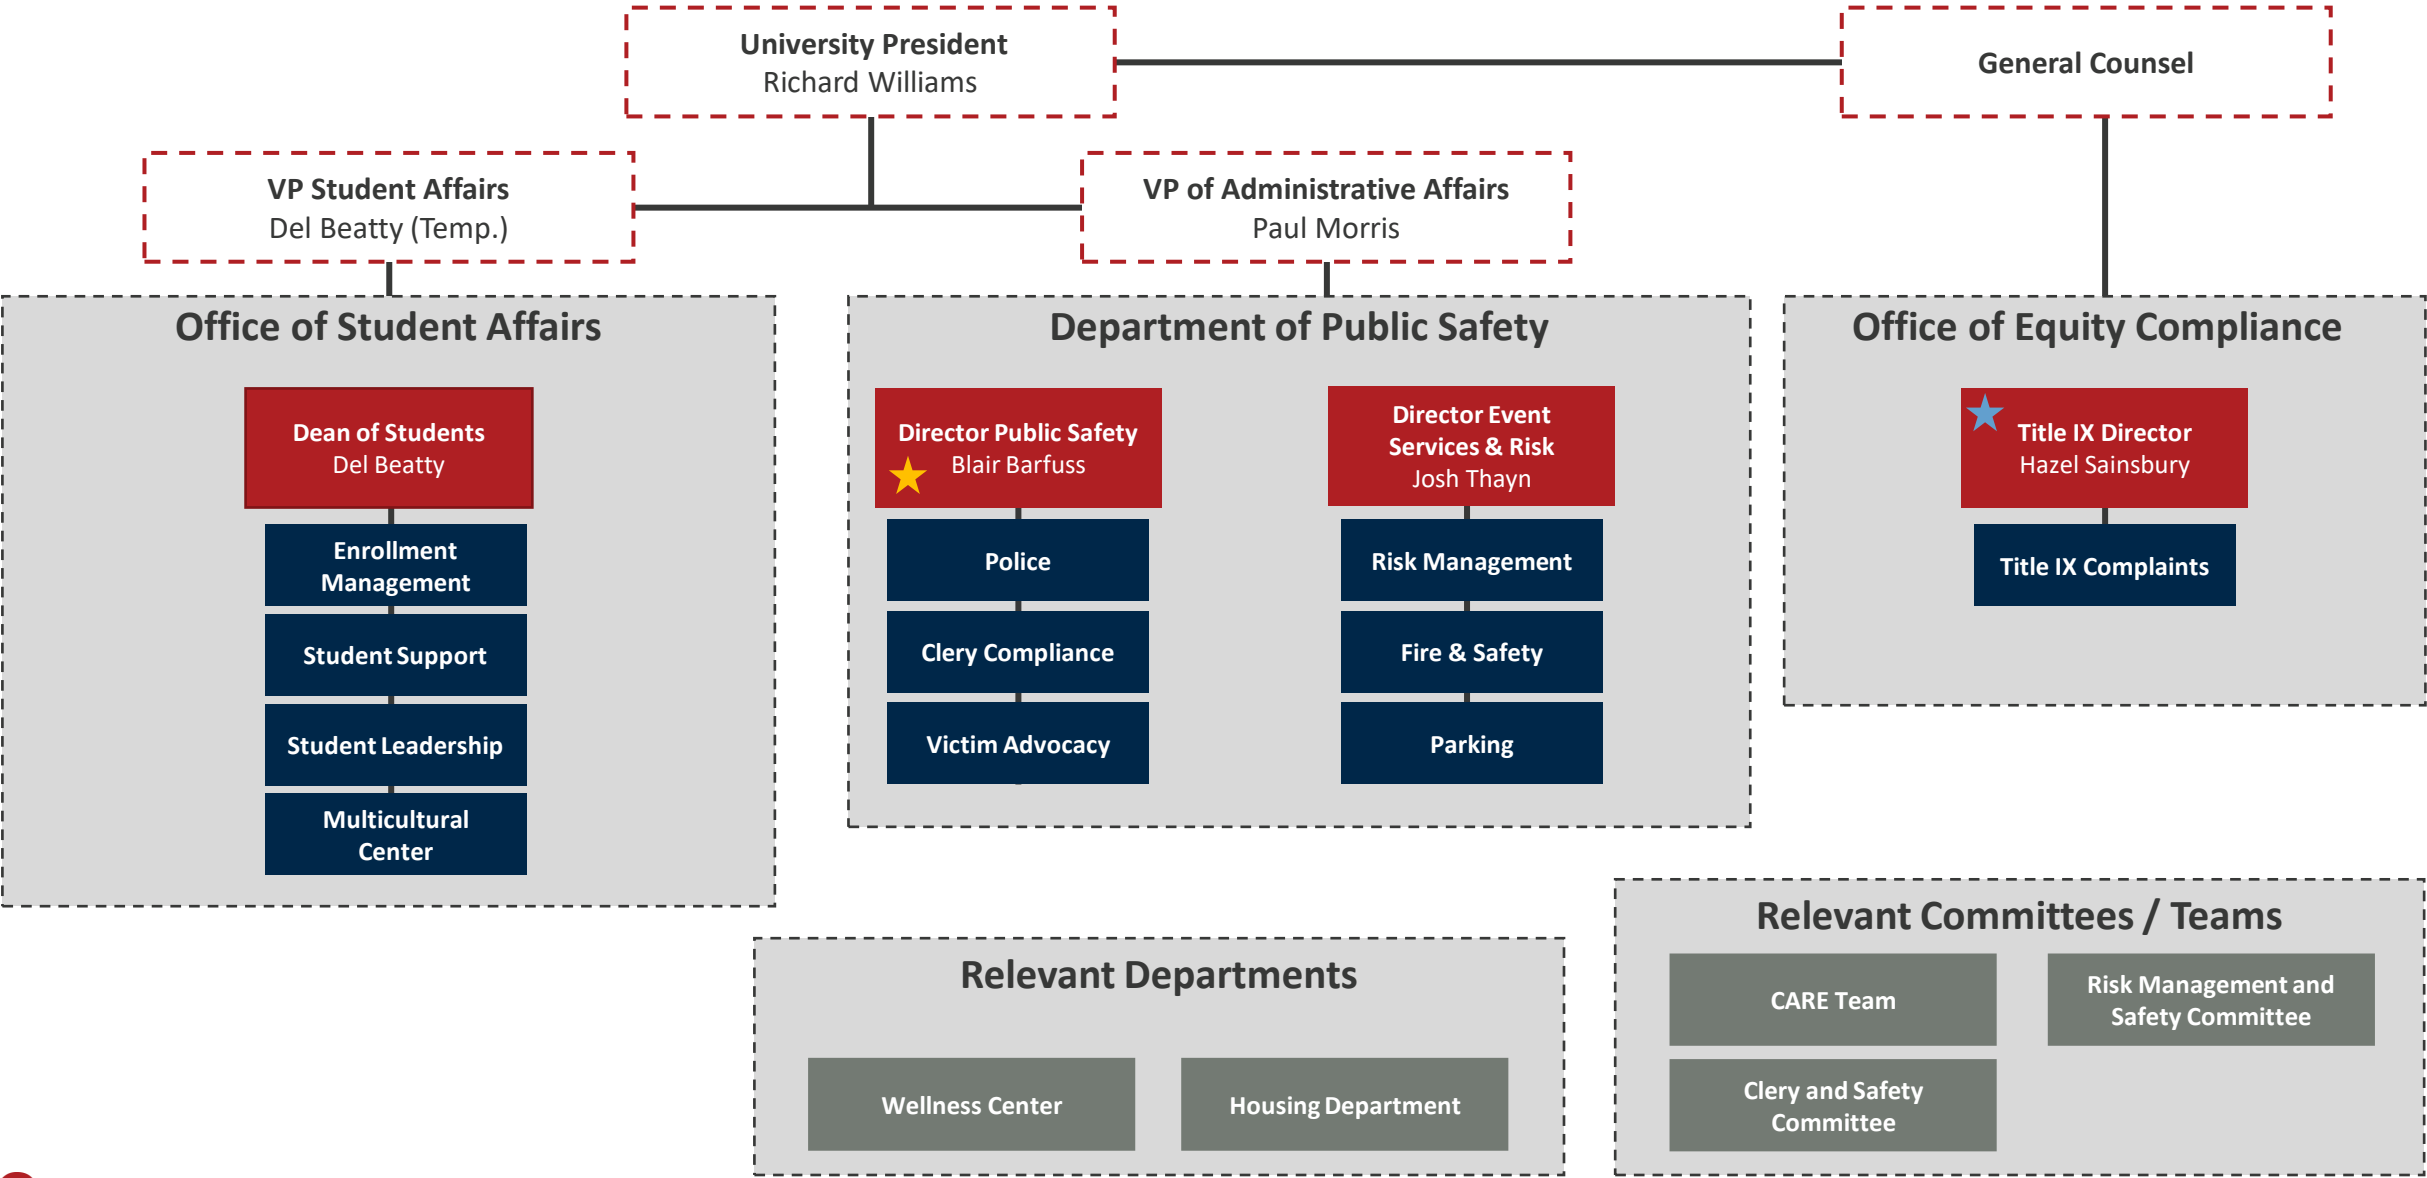 University President
Richard Williams
General Counsel
VP Student Affairs
Del Beatty (Temp.)
VP of Administrative Affairs
Paul Morris
Office of Student Affairs
Dean of Students
Del Beatty
Enrollment
Management
Student Support
Student Leadership
Multicultural
Center
Department of Public Safety
Director Public Safety
Blair Barfuss
Police
Clery Compliance
Victim Advocacy
Director Event
Services & Risk
Josh Thayn
Risk Management
Fire & Safety
Parking
Office of Equity Compliance
Title IX Director
Hazel Sainsbury
Title IX Complaints
Relevant Departments
Wellness Center
Housing Department
Relevant Committees / Teams
CARE Team
Risk Management and
Safety Committee
Clery and Safety
Committee